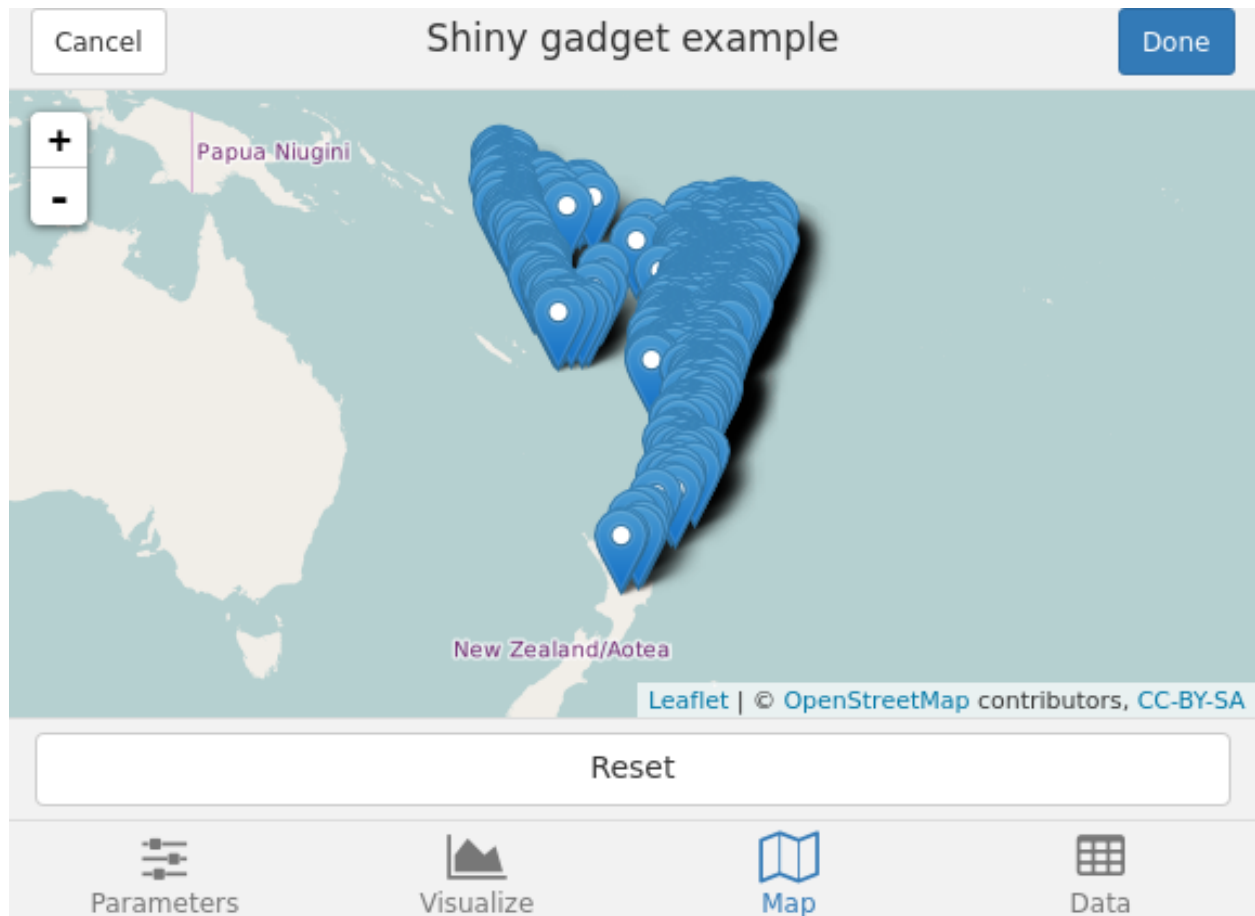 Cancel
Shiny gadget example
Done
+
-
Papua Niugini
New Zealand/Aotea
Leaflet | © OpenStreetMap contributors, CC-BY-SA
Reset
Parameters
Visualize
Map
Data